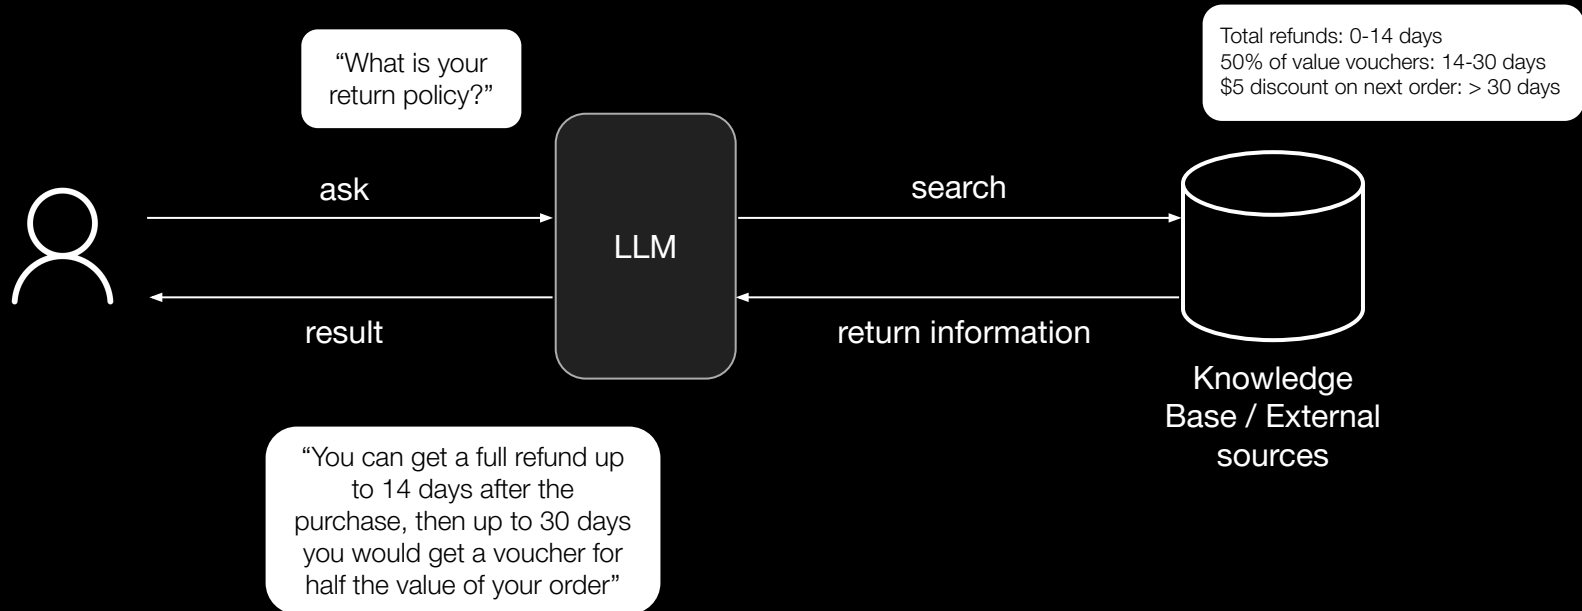 “What is your
return policy?”
Total refunds: 0-14 days
50% of value vouchers: 14-30 days
$5 discount on next order: > 30 days
ask
search
LLM
result
return information
Knowledge
Base / External
sources
“You can get a full refund up
to 14 days after the
purchase, then up to 30 days
you would get a voucher for
half the value of your order”